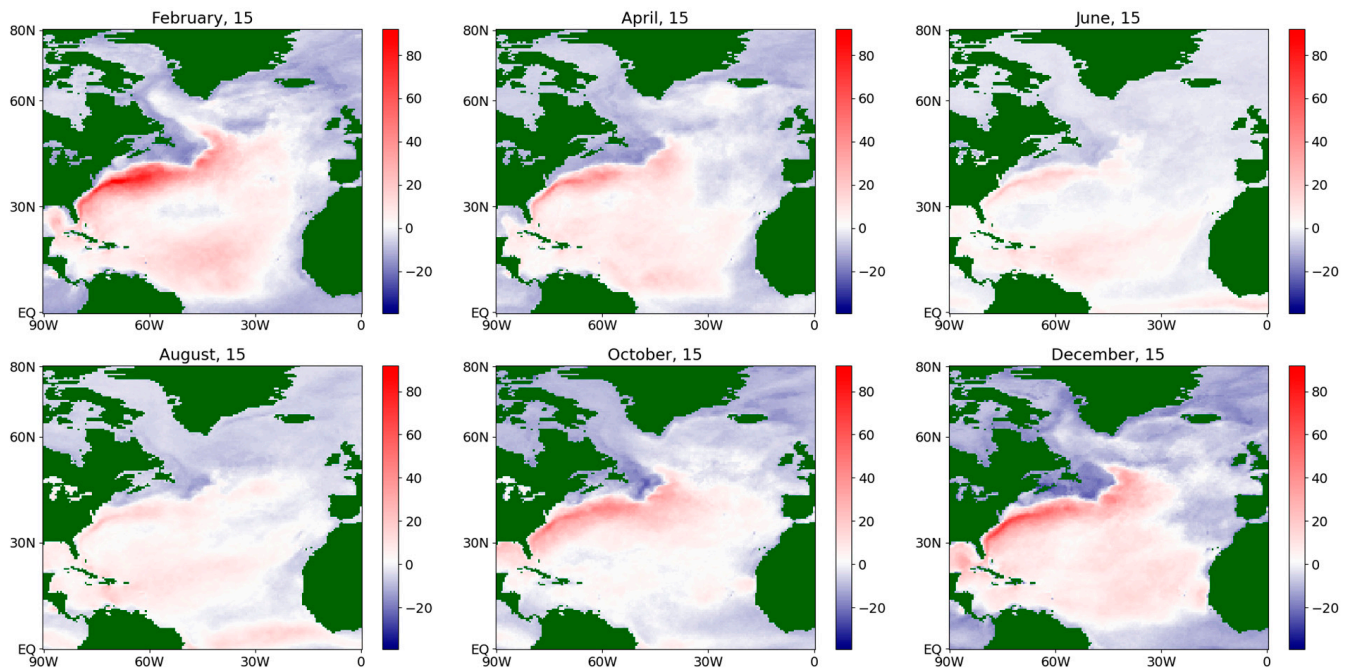 February, 15
80N
60N
30N
EQ
90W
60W
30W
0
80
60
40
20
0
−20
April, 15
80N
60N
30N
EQ
90W
60W
30W
0
80
60
40
20
0
−20
June, 15
80N
60N
30N
EQ
90W
60W
30W
0
80
60
40
20
0
−20
August, 15
80N
60N
30N
EQ
90W
60W
30W
0
80
60
40
20
0
−20
October, 15
80N
60N
30N
EQ
90W
60W
30W
0
80
60
40
20
0
−20
December, 15
80N
60N
30N
EQ
90W
60W
30W
0
80
60
40
20
0
−20